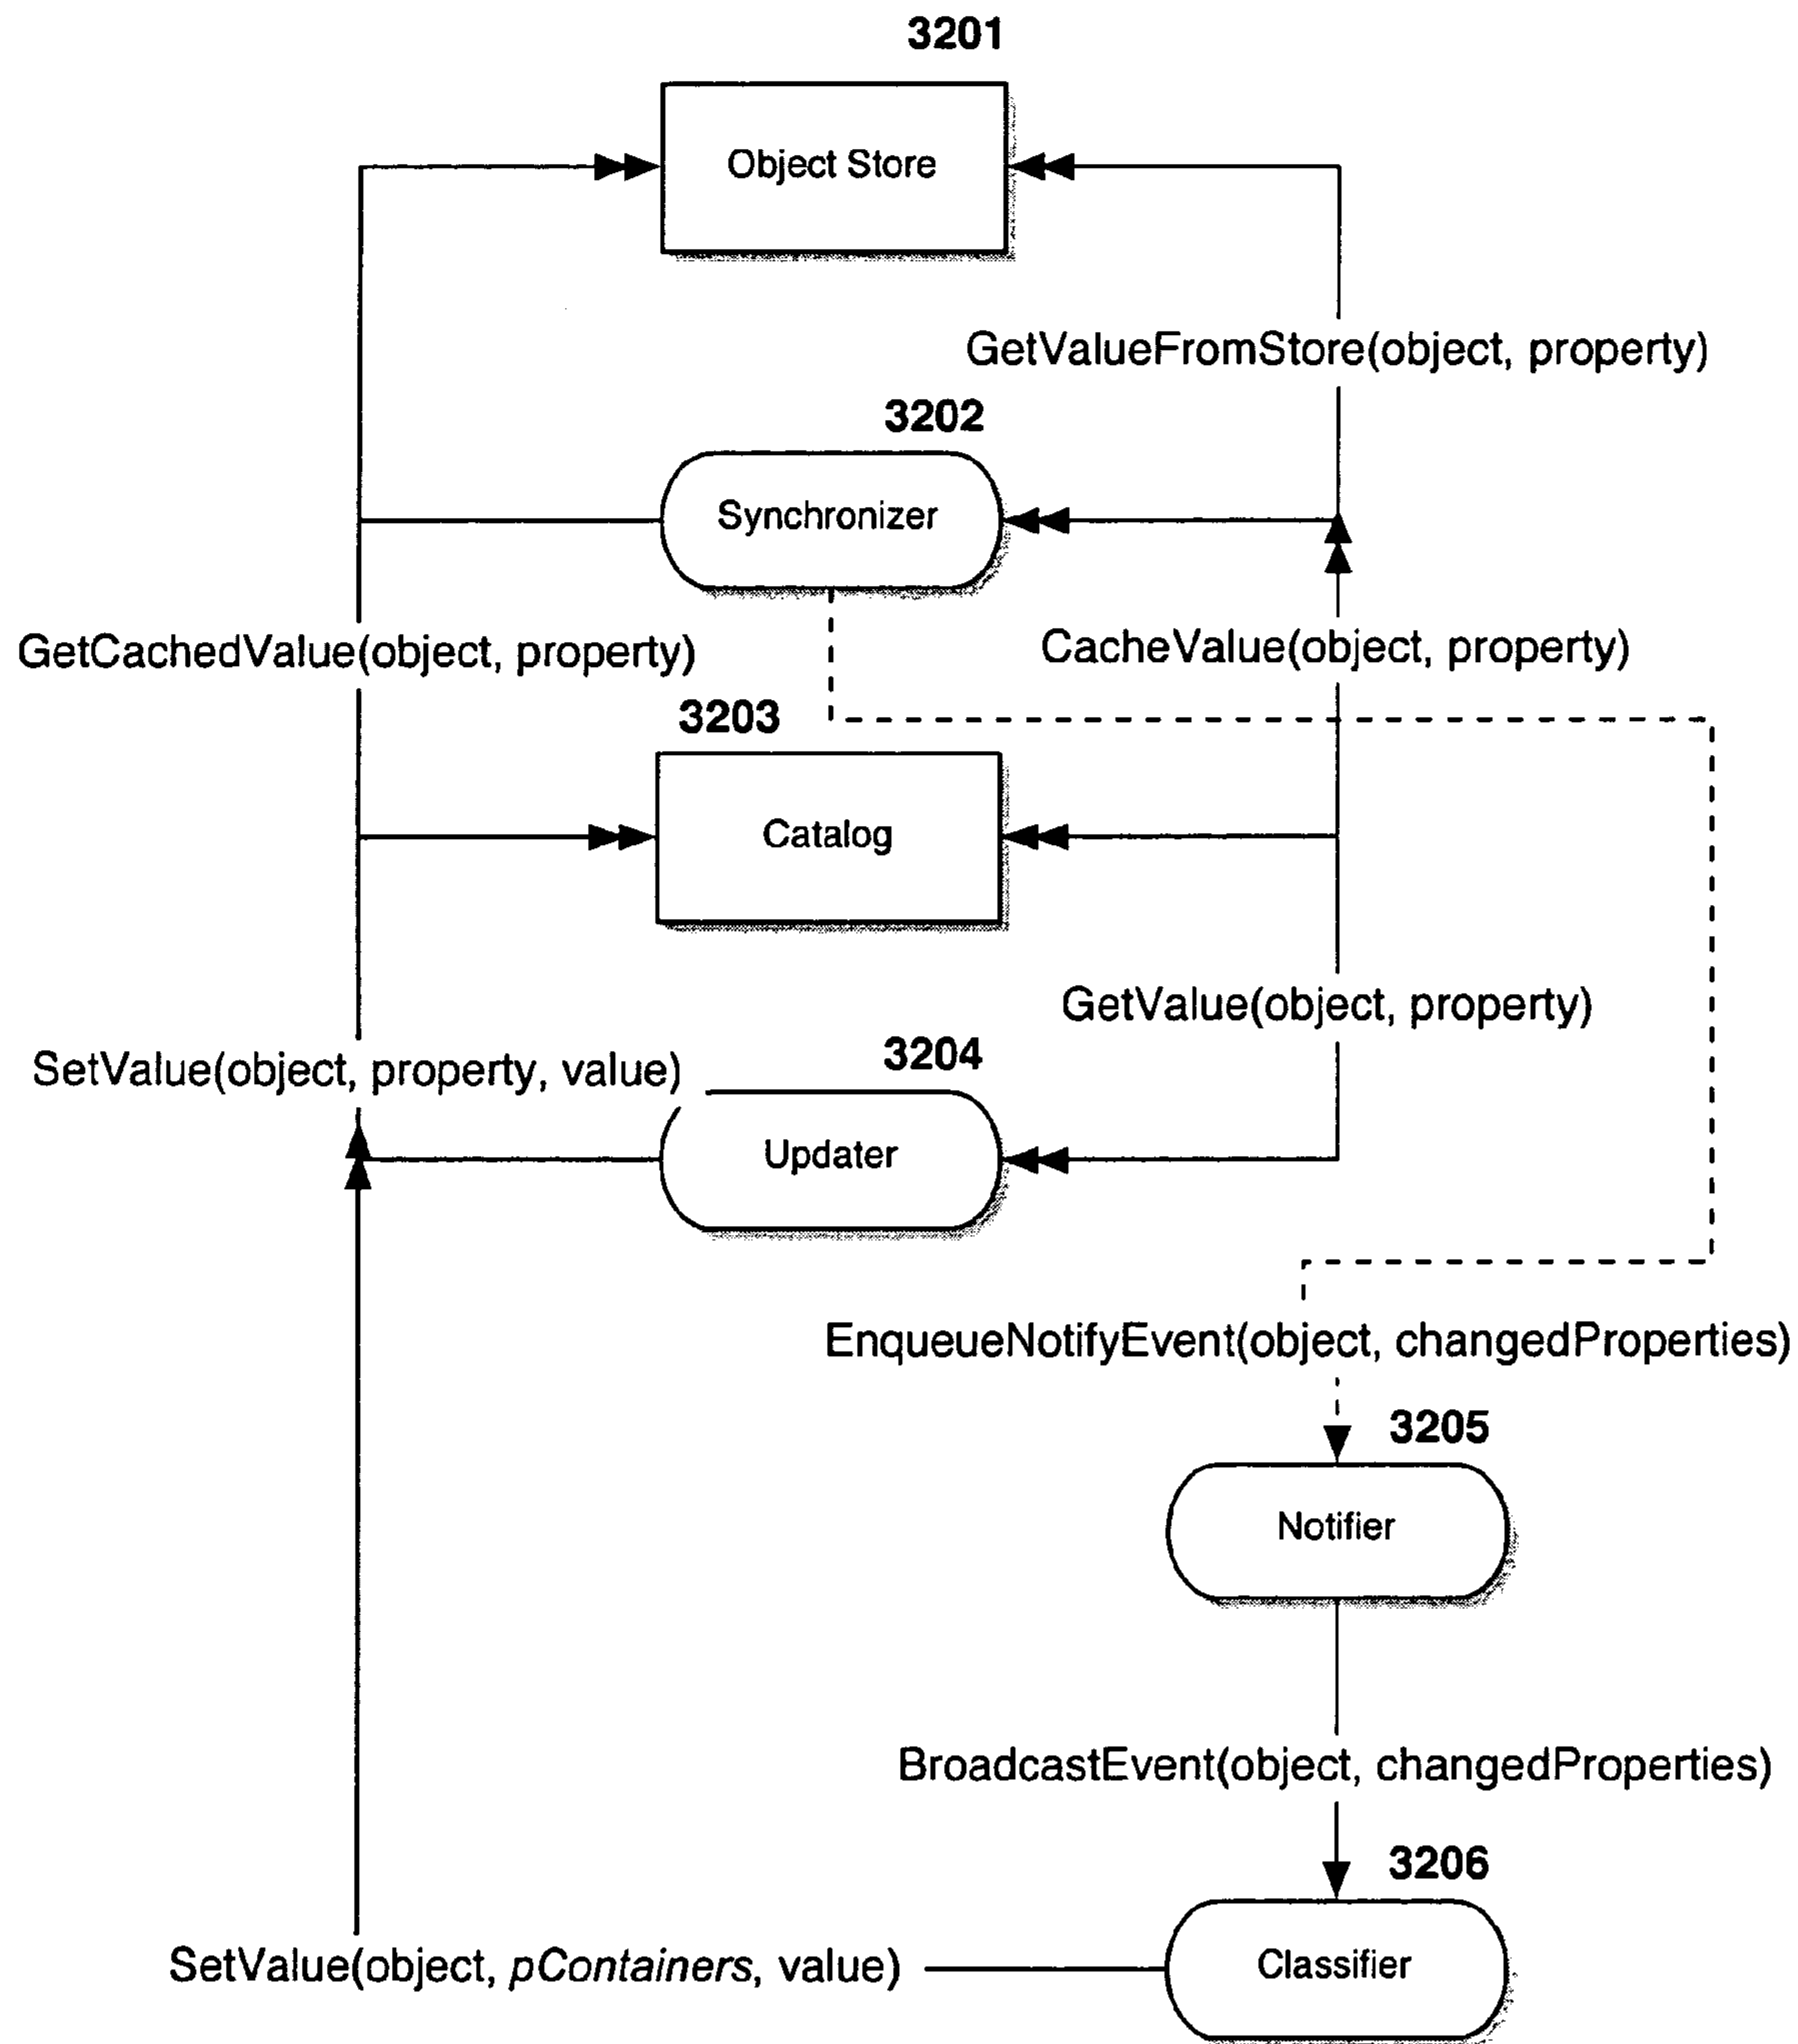 3201
Object Store
GetValueFromStore(object, property)
3202
Synchronizer
GetCachedValue(object, property)
CacheValue(object, property)
3203
Catalog
GetValue(object, property)
3204
SetValue(object, property, value)
Updater
EnqueueNotifyEvent(object, changedProperties)
3205
Notifier
BroadcastEvent(object, changedProperties)
3206
SetValue(object, pContainers, value)
Classifier